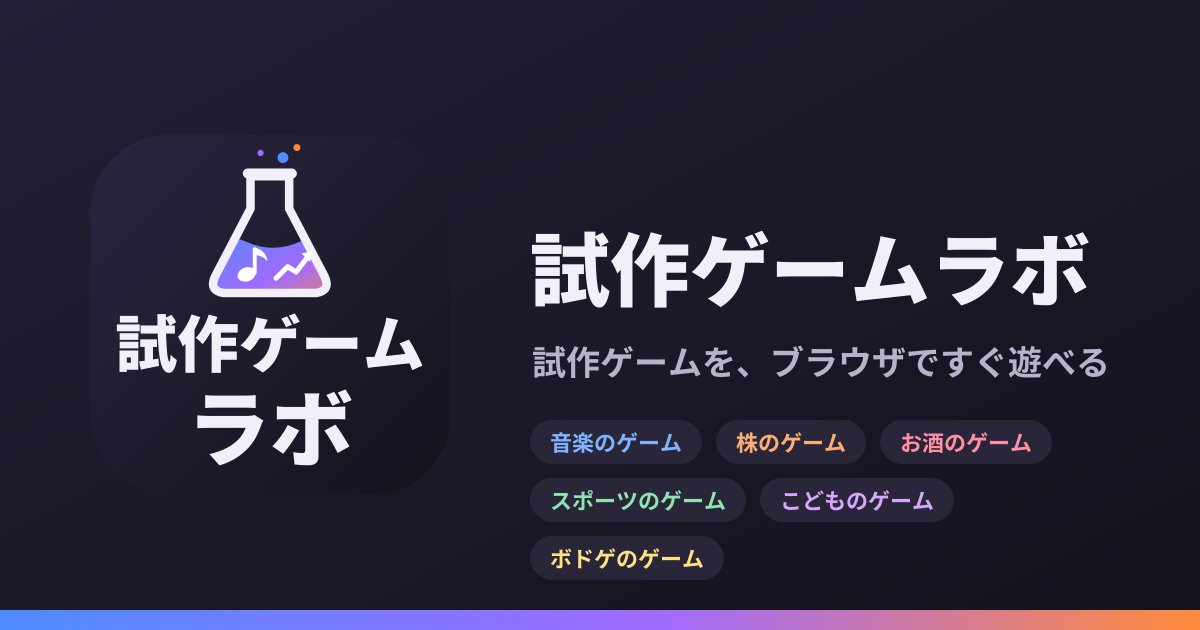 試作ゲーム
ラボ
試作ゲームラボ
試作ゲームを、ブラウザですぐ遊べる
音楽のゲーム
株のゲーム
お酒のゲーム
スポーツのゲーム
こどものゲーム
ボドゲのゲーム